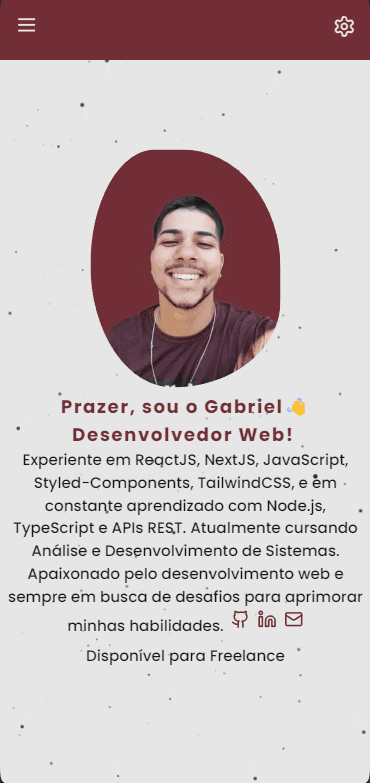 Prazer, sou o Gabriel 👋
Desenvolvedor Web!
Experiente em ReactJS, NextJS, JavaScript,
Styled-Components, TailwindCSS, e em
constante aprendizado com Node.js,
TypeScript e APIs REST. Atualmente cursando
Análise e Desenvolvimento de Sistemas.
Apaixonado pelo desenvolvimento web e
sempre em busca de desafios para aprimorar
minhas habilidades.
Disponível para Freelance